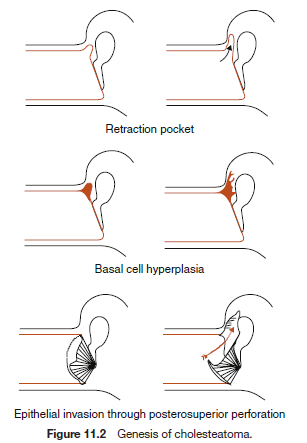 Retraction pocket
Basal cell hyperplasia
Epithelial invasion through posterosuperior perforation
Figure 11.2 Genesis of cholesteatoma.